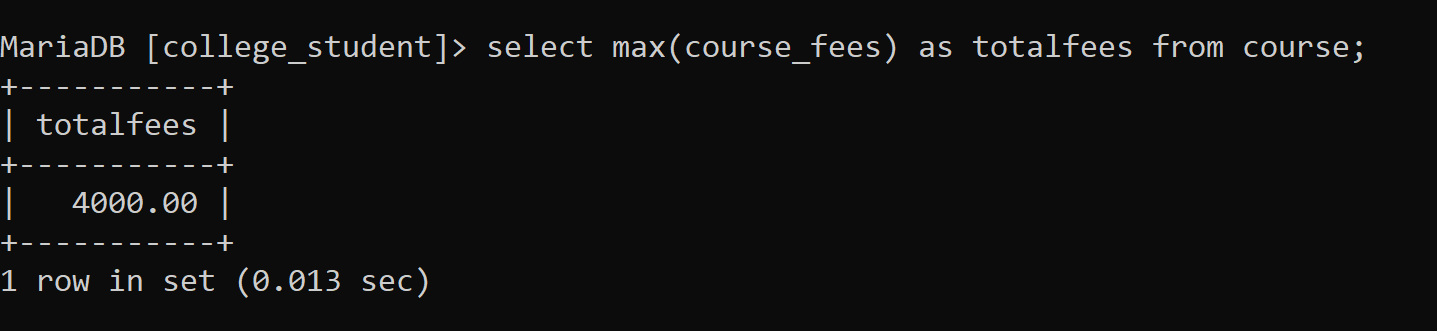 MariaDB [college_student]> select max(course_fees) as totalfees from course;
+-----------+
| totalfees |
+-----------+
|   4000.00 |
+-----------+
1 row in set (0.013 sec)